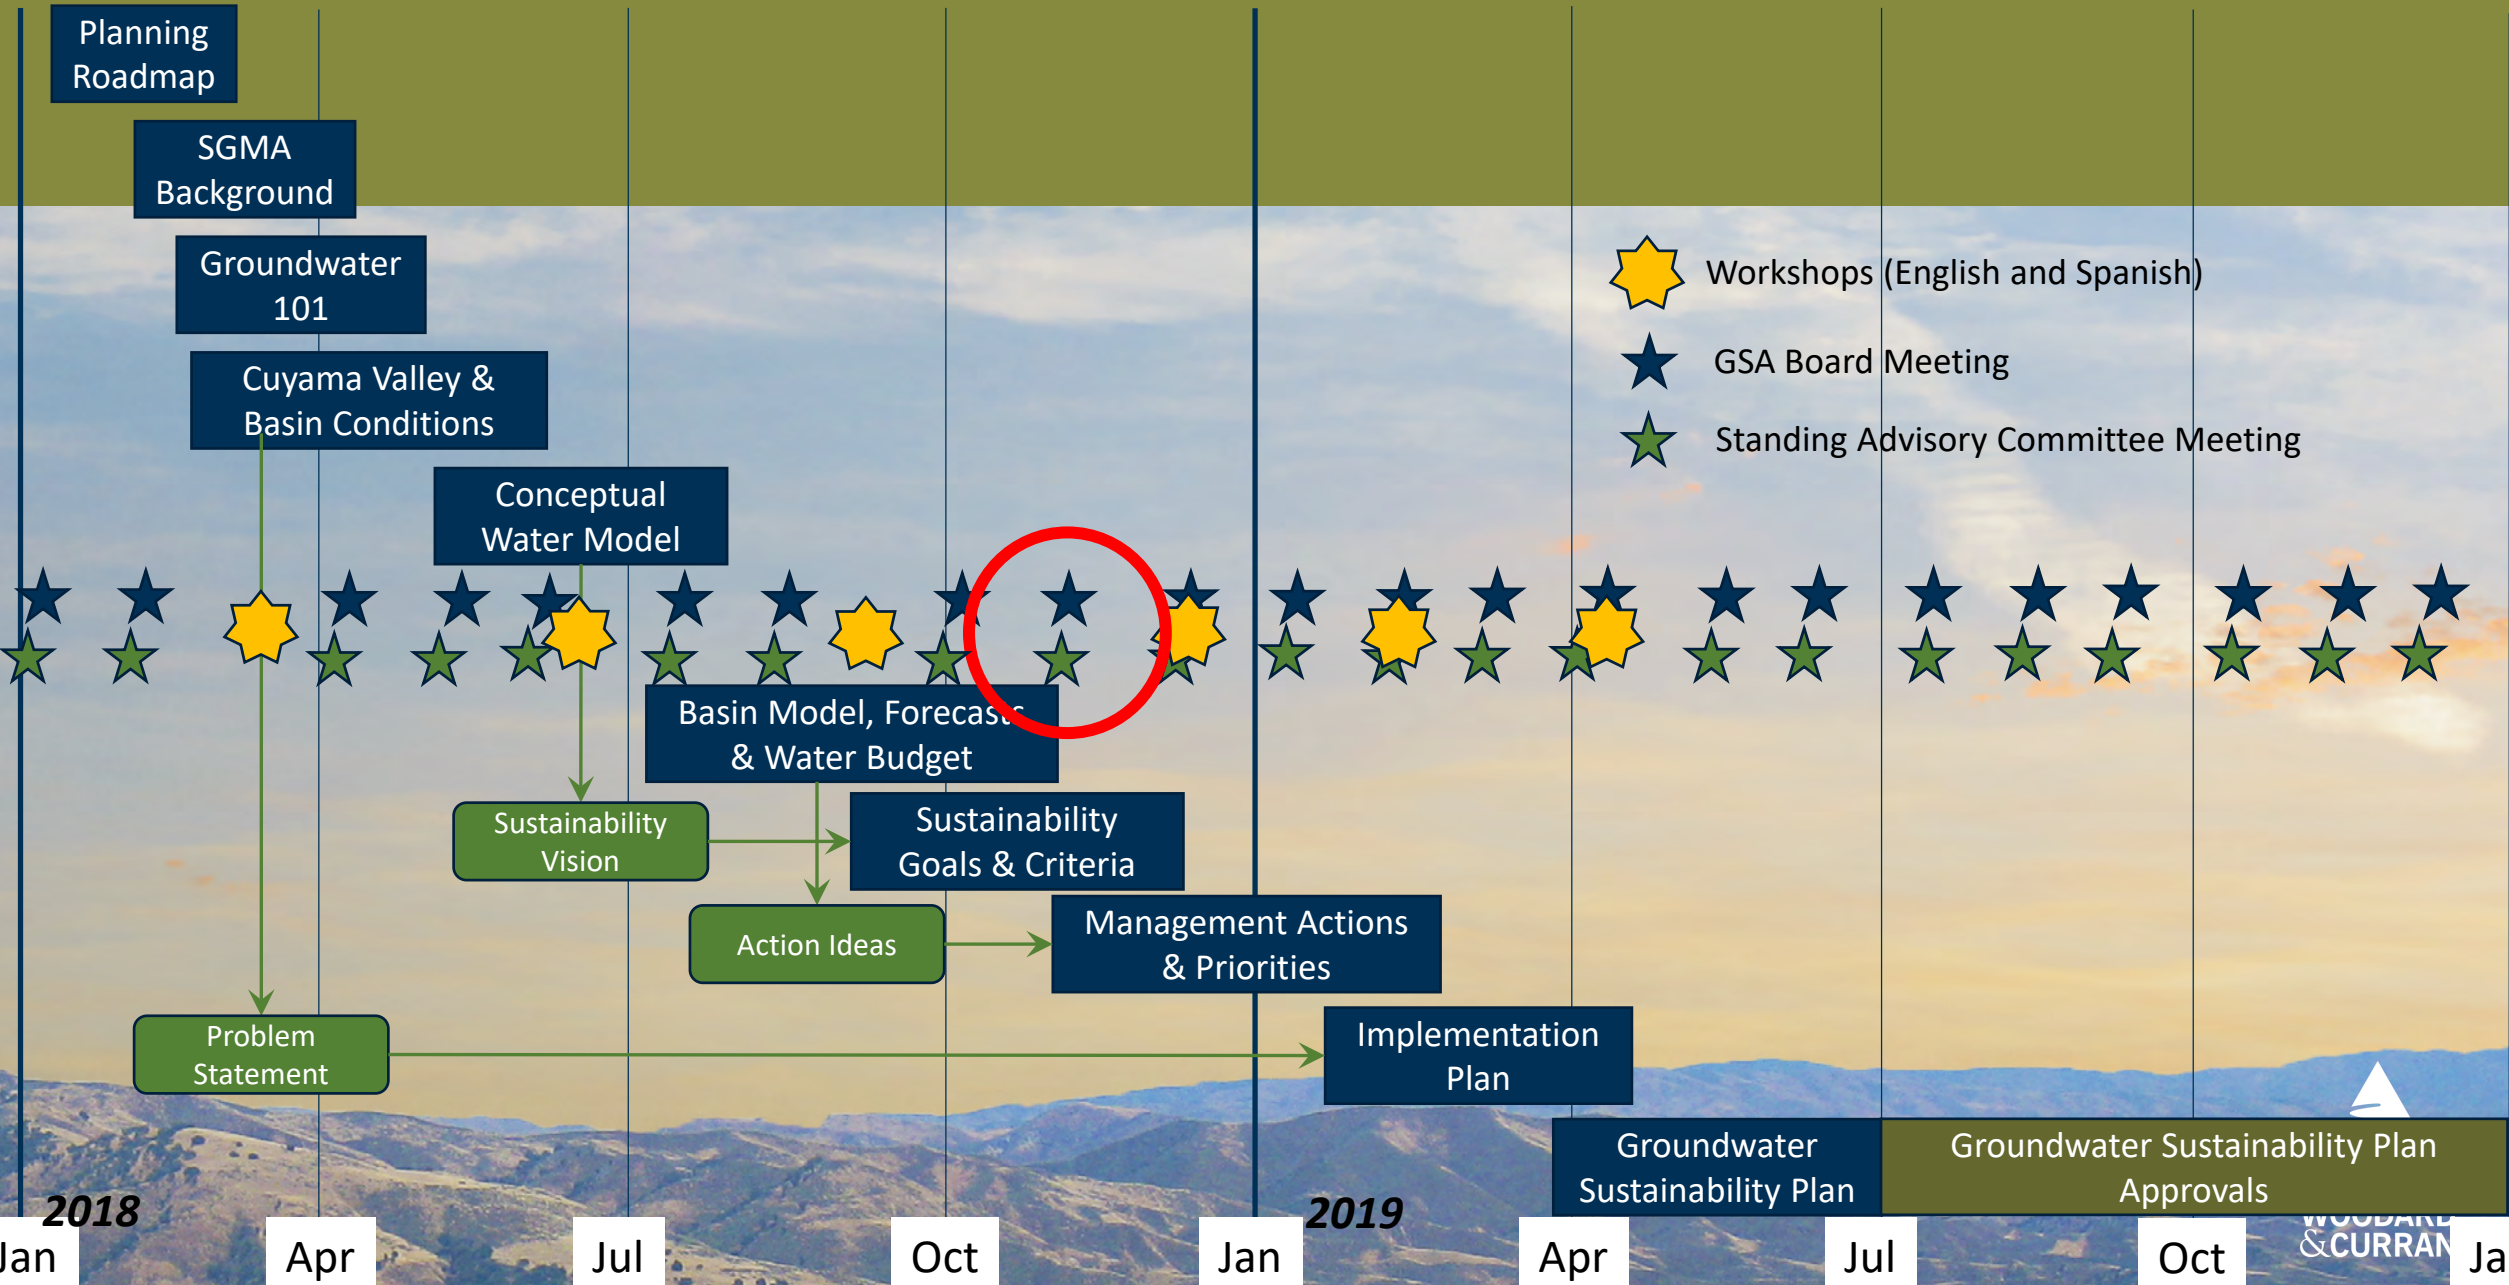 Planning
Roadmap
SGMA
Background
Groundwater
101
Cuyama Valley &
Basin Conditions
Conceptual
Water Model
Workshops (English and Spanish)
GSA Board Meeting
Standing Advisory Committee Meeting
Basin Model, Forecasts
& Water Budget
Sustainability
Vision
Sustainability
Goals & Criteria
Action Ideas
Management Actions
& Priorities
Problem
Statement
Implementation
Plan
Groundwater
Sustainability Plan
Groundwater Sustainability Plan
Approvals
2018
2019
WOODARD
&CURRAN
Jan
Apr
Jul
Oct
Jan
Apr
Jul
Oct
Ja